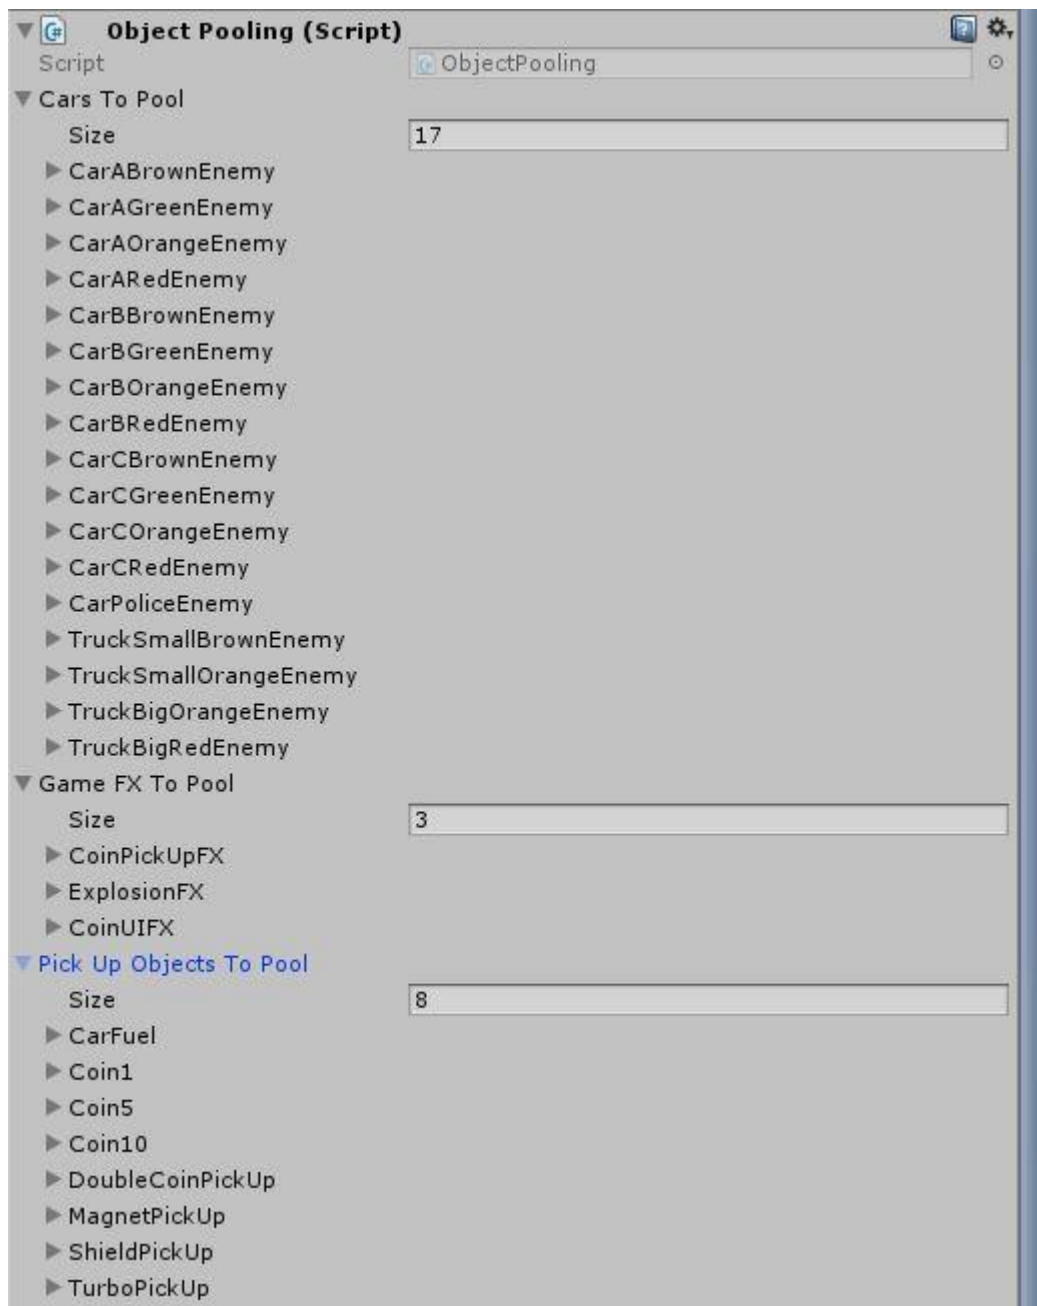 Object Pooling (Script)
Script ObjectPooling
Cars To Pool
Size 17
CarABrownEnemy
CarAGreenEnemy
CarAOrangeEnemy
CarARedEnemy
CarBBrownEnemy
CarBGreenEnemy
CarBOrangeEnemy
CarBRedEnemy
CarCBrownEnemy
CarCGreenEnemy
CarCOrangeEnemy
CarCRedEnemy
CarPoliceEnemy
TruckSmallBrownEnemy
TruckSmallOrangeEnemy
TruckBigOrangeEnemy
TruckBigRedEnemy
Game FX To Pool
Size 3
CoinPickUpFX
ExplosionFX
CoinUIFX
Pick Up Objects To Pool
Size 8
CarFuel
Coin1
Coin5
Coin10
DoubleCoinPickUp
MagnetPickUp
ShieldPickUp
TurboPickUp